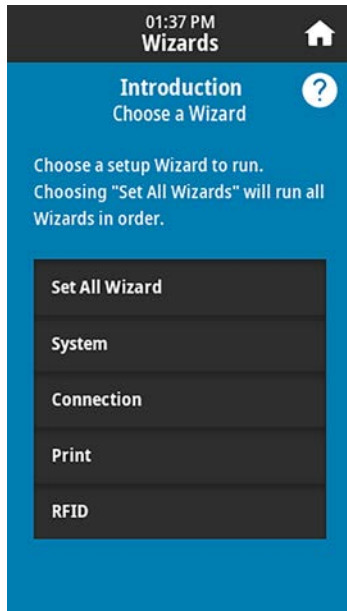 01:37 PM
Wizards
Introduction
?
Choose a Wizard
Choose a setup Wizard to run.
Choosing "Set All Wizards" will run all
Wizards in order.
Set All Wizard
System
Connection
Print
RFID